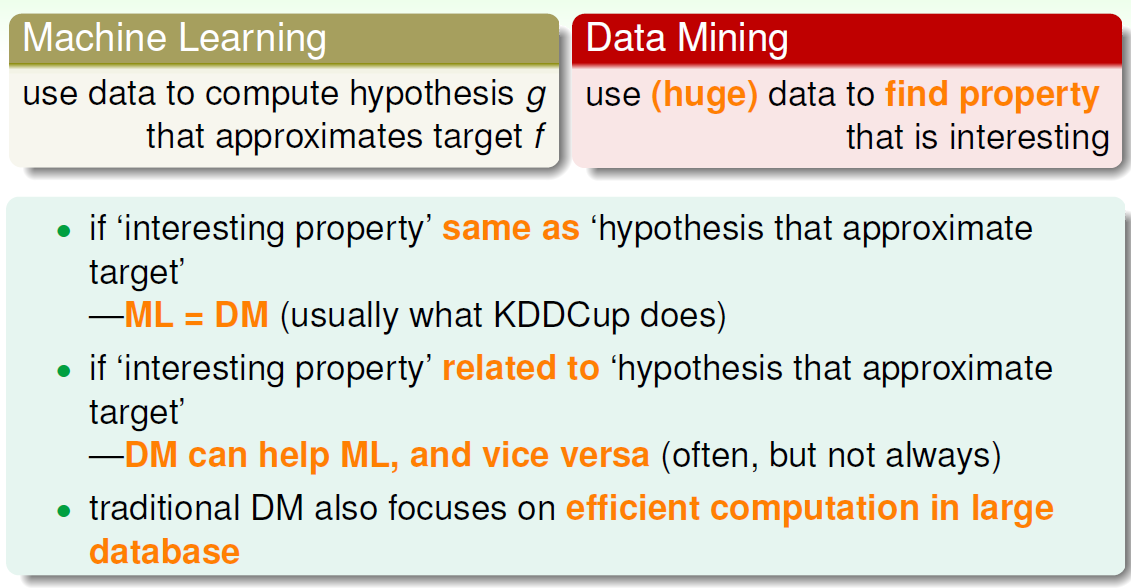 Machine Learning
use data to compute hypothesis g
that approximates target f
Data Mining
use (huge) data to find property
that is interesting
• if ‘interesting property’ same as ‘hypothesis that approximate
target’
—ML = DM (usually what KDDCup does)
• if ‘interesting property’ related to ‘hypothesis that approximate
target’
—DM can help ML, and vice versa (often, but not always)
• traditional DM also focuses on efficient computation in large
database